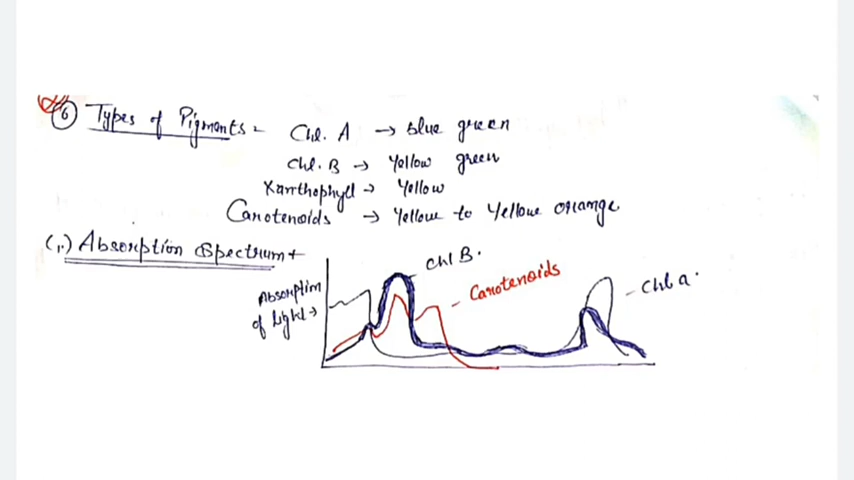 6 Types of Pigments - Chl. A → blue green
Chl. B → Yellow green
Xanthophyll → Yellow
Carotenoids → Yellow to Yellow orange
(i) Absorption Spectrum →
Chl B.
Carotenoids
Chl a.
Absorption
of light →